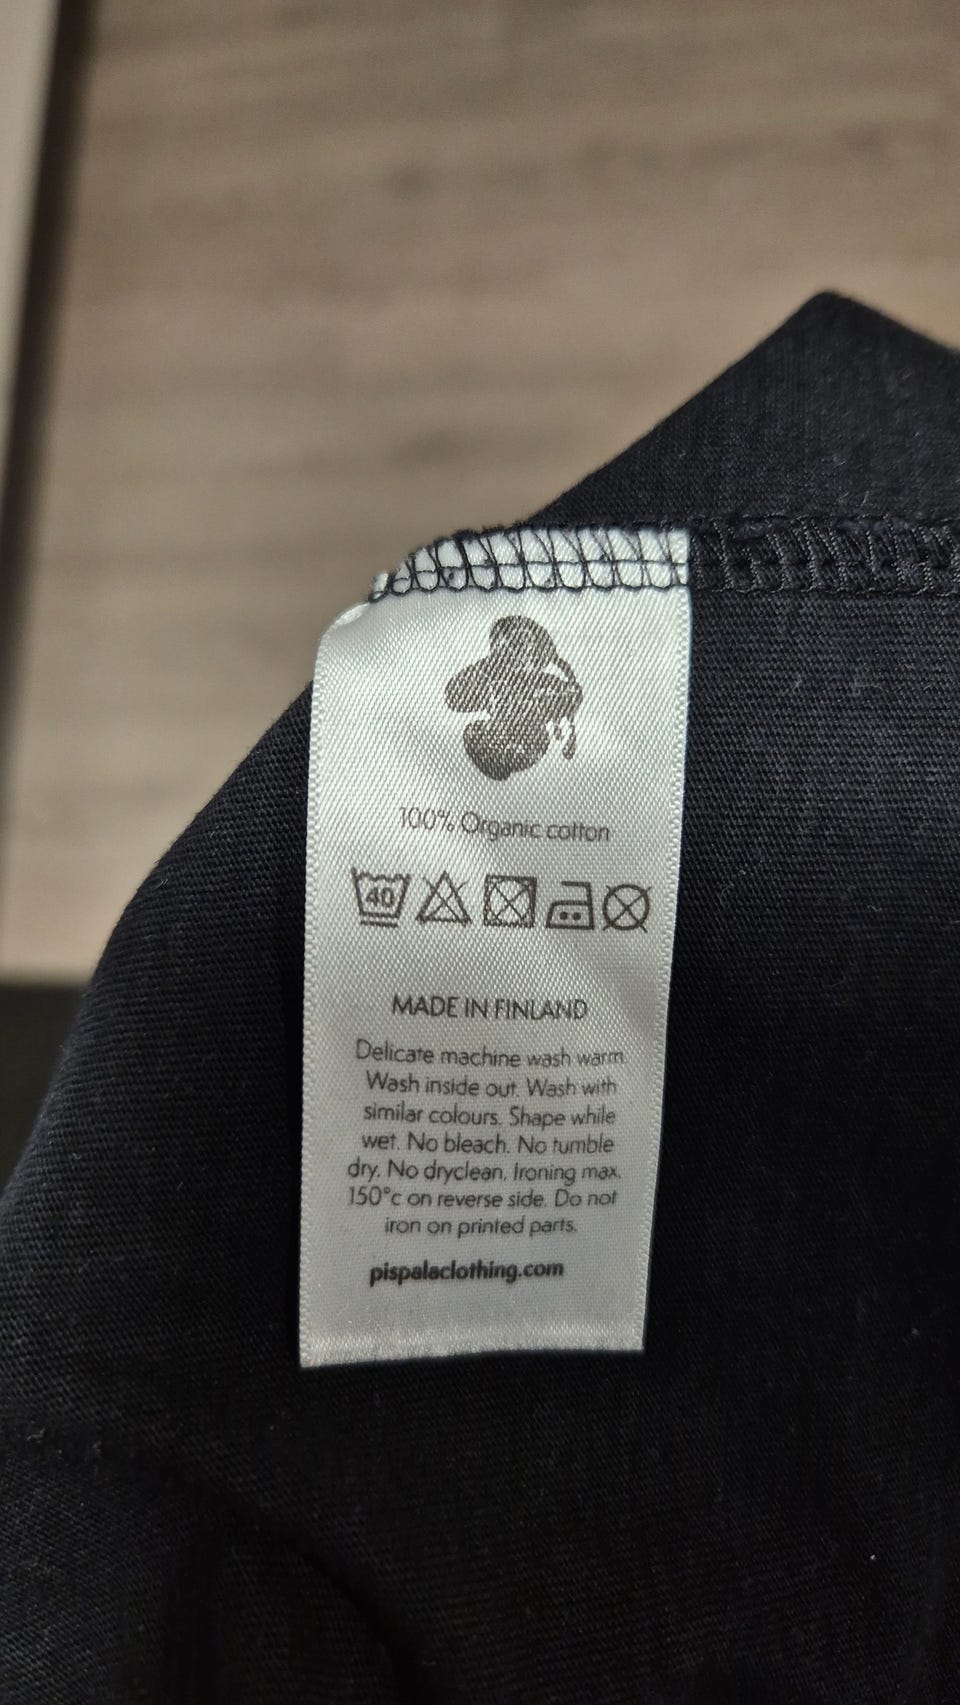 100% Organic cotton
40
MADE IN FINLAND
Delicate machine wash warm.
Wash inside out. Wash with
similar colours. Shape while
wet. No bleach. No tumble
dry. No dryclean. Ironing max.
150°c on reverse side. Do not
iron on printed parts.
pispalaclothing.com